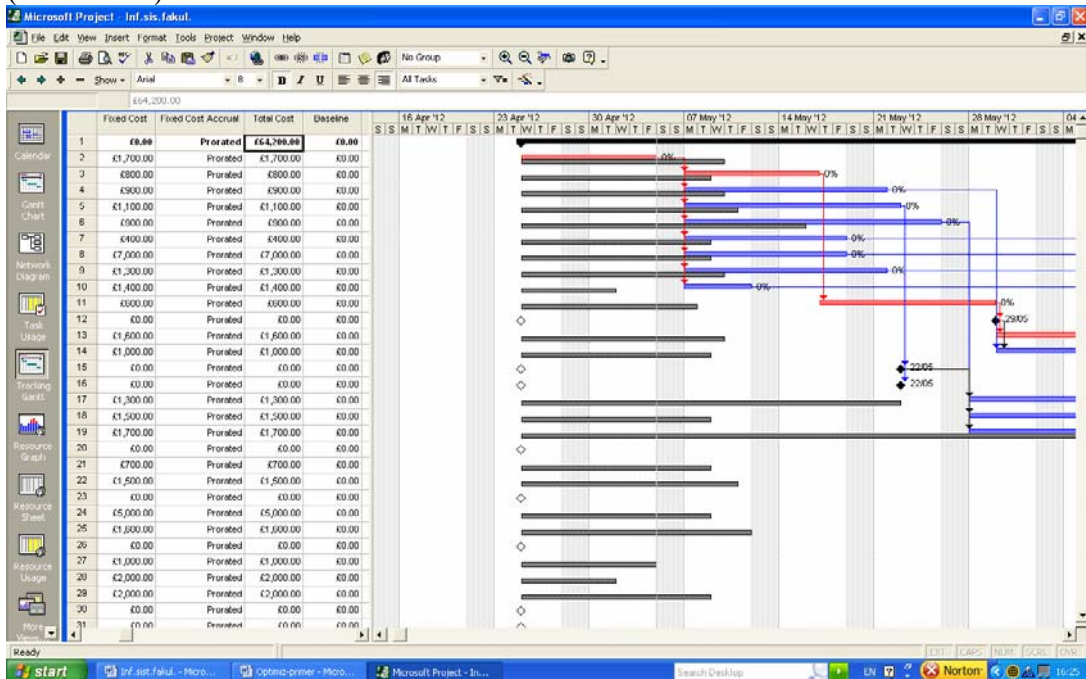 Microsoft Project - Inf.sis.fakul.
File Edit View Insert Format Tools Project Window Help
No Group
Show Arial 8 B I U All Tasks
£64,200.00
Fixed Cost Fixed Cost Accrual Total Cost Baseline
16 Apr '12 23 Apr '12 30 Apr '12 07 May '12 14 May '12 21 May '12 28 May '12 04
S S M T W T F S S M T W T F S S M T W T F S S M T W T F S S M T W T F S S M T W T F S S M T W T F S S M
1 £0.00 Prorated £64,200.00 £0.00
2 £1,700.00 Prorated £1,700.00 £0.00 0%
3 £800.00 Prorated £800.00 £0.00 0%
4 £900.00 Prorated £900.00 £0.00 0%
5 £1,100.00 Prorated £1,100.00 £0.00 0%
6 £900.00 Prorated £900.00 £0.00 0%
7 £400.00 Prorated £400.00 £0.00 0%
8 £7,000.00 Prorated £7,000.00 £0.00 0%
9 £1,300.00 Prorated £1,300.00 £0.00 0%
10 £1,400.00 Prorated £1,400.00 £0.00 0%
11 £600.00 Prorated £600.00 £0.00 0%
12 £0.00 Prorated £0.00 £0.00 29/05
13 £1,600.00 Prorated £1,600.00 £0.00
14 £1,000.00 Prorated £1,000.00 £0.00
15 £0.00 Prorated £0.00 £0.00 22/05
16 £0.00 Prorated £0.00 £0.00 22/05
17 £1,300.00 Prorated £1,300.00 £0.00
18 £1,500.00 Prorated £1,500.00 £0.00
19 £1,700.00 Prorated £1,700.00 £0.00
20 £0.00 Prorated £0.00 £0.00
21 £700.00 Prorated £700.00 £0.00
22 £1,500.00 Prorated £1,500.00 £0.00
23 £0.00 Prorated £0.00 £0.00
24 £5,000.00 Prorated £5,000.00 £0.00
25 £1,600.00 Prorated £1,600.00 £0.00
26 £0.00 Prorated £0.00 £0.00
27 £1,000.00 Prorated £1,000.00 £0.00
28 £2,000.00 Prorated £2,000.00 £0.00
29 £2,000.00 Prorated £2,000.00 £0.00
30 £0.00 Prorated £0.00 £0.00
31 £0.00 Prorated £0.00 £0.00
Calendar
Gantt Chart
Network Diagram
Task Usage
Tracking Gantt
Resource Graph
Resource Sheet
Resource Usage
More Views...
Ready
EXT CAPS NUM SCRL OVR
start
Inf.sist.fakul. - Micro...
Optimiz-primer - Micro...
Microsoft Project - In...
Search Desktop
EN
Norton
16:25